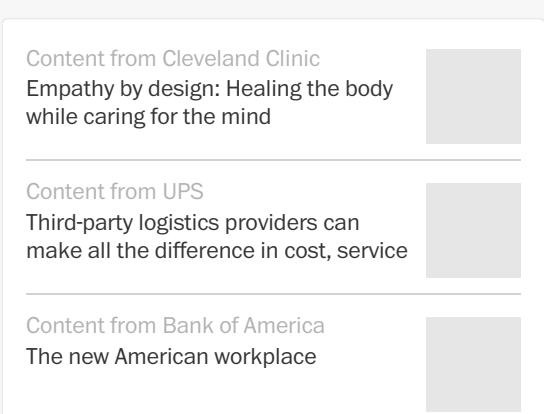 Content from Cleveland Clinic
Empathy by design: Healing the body
while caring for the mind
Content from UPS
Third-party logistics providers can
make all the difference in cost, service
Content from Bank of America
The new American workplace